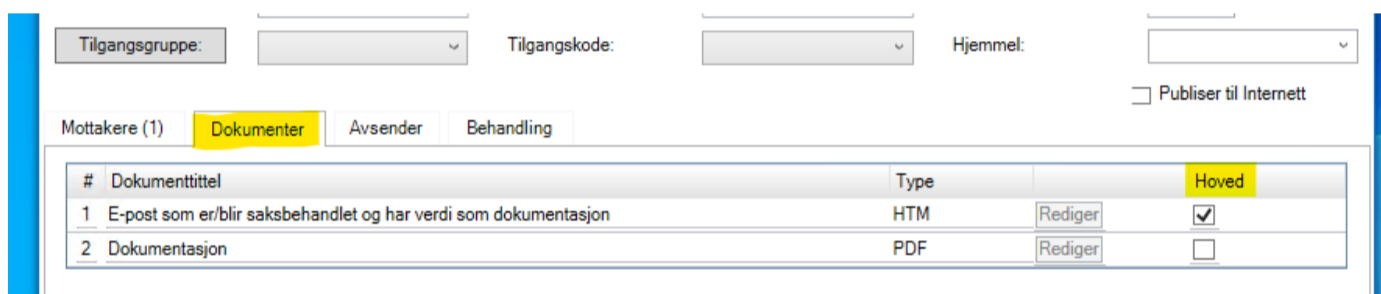 Tilgangsgruppe: Tilgangskode: Hjemmel:
Publiser til Internett
Mottakere (1) Dokumenter Avsender Behandling
# Dokumenttittel Type Hoved
1 E-post som er/blir saksbehandlet og har verdi som dokumentasjon HTM Rediger
2 Dokumentasjon PDF Rediger